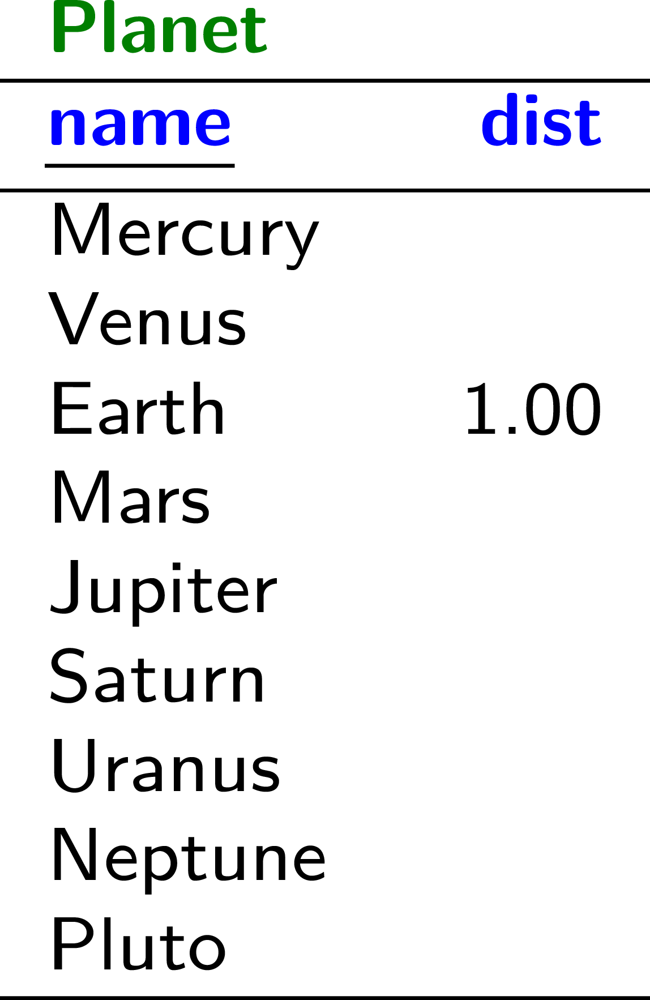 Planet
name dist
Mercury
Venus
Earth 1.00
Mars
Jupiter
Saturn
Uranus
Neptune
Pluto